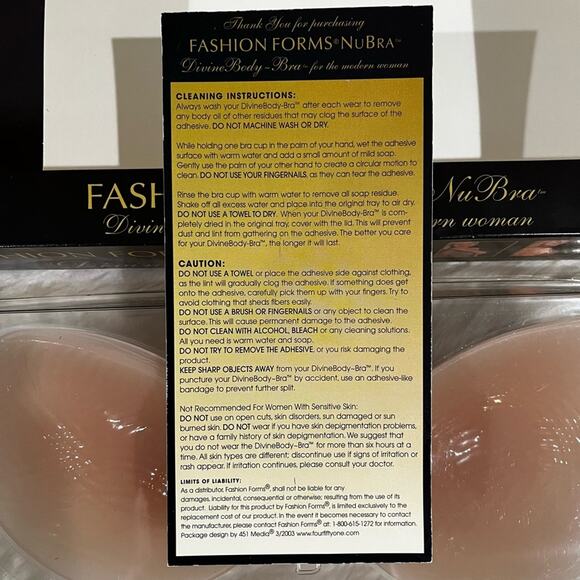 Thank You for purchasing
FASHION FORMS® NUBRA™
DivineBody~Bra™ for the modern woman
CLEANING INSTRUCTIONS:
Always wash your DivineBody-Bra™ after each wear to remove
any body oil of other residues that may clog the surface of the
adhesive. DO NOT MACHINE WASH OR DRY.
While holding one bra cup in the palm of your hand, wet the adhesive
surface with warm water and add a small amount of mild soap.
Gently use the palm of your other hand to create a circular motion to
clean. DO NOT USE YOUR FINGERNAILS, as they can tear the adhesive.
Rinse the bra cup with warm water to remove all soap residue.
Shake off all excess water and place into the original tray to air dry.
DO NOT USE A TOWEL TO DRY. When your DivineBody-Bra™ is com-
pletely dried in the original tray, cover with the lid. This will prevent
dust and lint from gathering on the adhesive. The better you care
for your DivineBody-Bra™, the longer it will last.
CAUTION:
DO NOT USE A TOWEL or place the adhesive side against clothing,
as the lint will gradually clog the adhesive. If something does get
onto the adhesive, carefully pick them up with your fingers. Try to
avoid clothing that sheds fibers easily.
DO NOT USE A BRUSH OR FINGERNAILS or any object to clean the
surface. This will cause permanent damage to the adhesive.
DO NOT CLEAN WITH ALCOHOL, BLEACH or any cleaning solutions.
All you need is warm water and soap.
DO NOT TRY TO REMOVE THE ADHESIVE, or you risk damaging the
product.
KEEP SHARP OBJECTS AWAY from your DivineBody~Bra™. If you
puncture your DivineBody~Bra™ by accident, use an adhesive-like
bandage to prevent further split.
Not Recommended For Women With Sensitive Skin:
DO NOT use on open cuts, skin disorders, sun damaged or sun
burned skin. DO NOT wear if you have skin depigmentation problems,
or have a family history of skin depigmentation. We suggest that
you do not wear the DivineBody~Bra™ for more than six hours at a
time. All skin types are different; discontinue use if signs of irritation or
rash appear. If irritation continues, please consult your doctor.
LIMITS OF LIABILITY:
As a distributor, Fashion Forms®, shall not be liable for any
damages, incidental, consequential or otherwise; resulting from the use of its
product. Liability for this product by Fashion Forms®, is limited exclusively to the
replacement cost of our product. In the event it becomes necessary to contact
the manufacturer, please contact Fashion Forms® at: 1-800-615-1272 for information.
Package design by 451 Media® 3/2003 www.fourfiftyone.com
FASH
NuBra™
Divin
rn woman